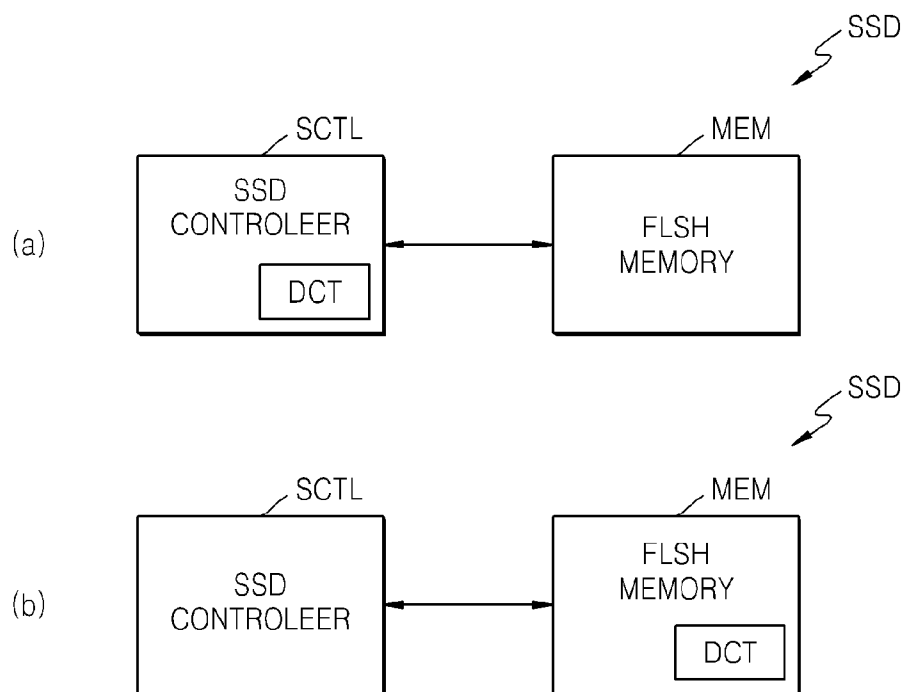 SSD
SCTL
MEM
(a)
SSD
CONTROLEER
DCT
FLSH
MEMORY
SSD
SCTL
MEM
(b)
SSD
CONTROLEER
FLSH
MEMORY
DCT